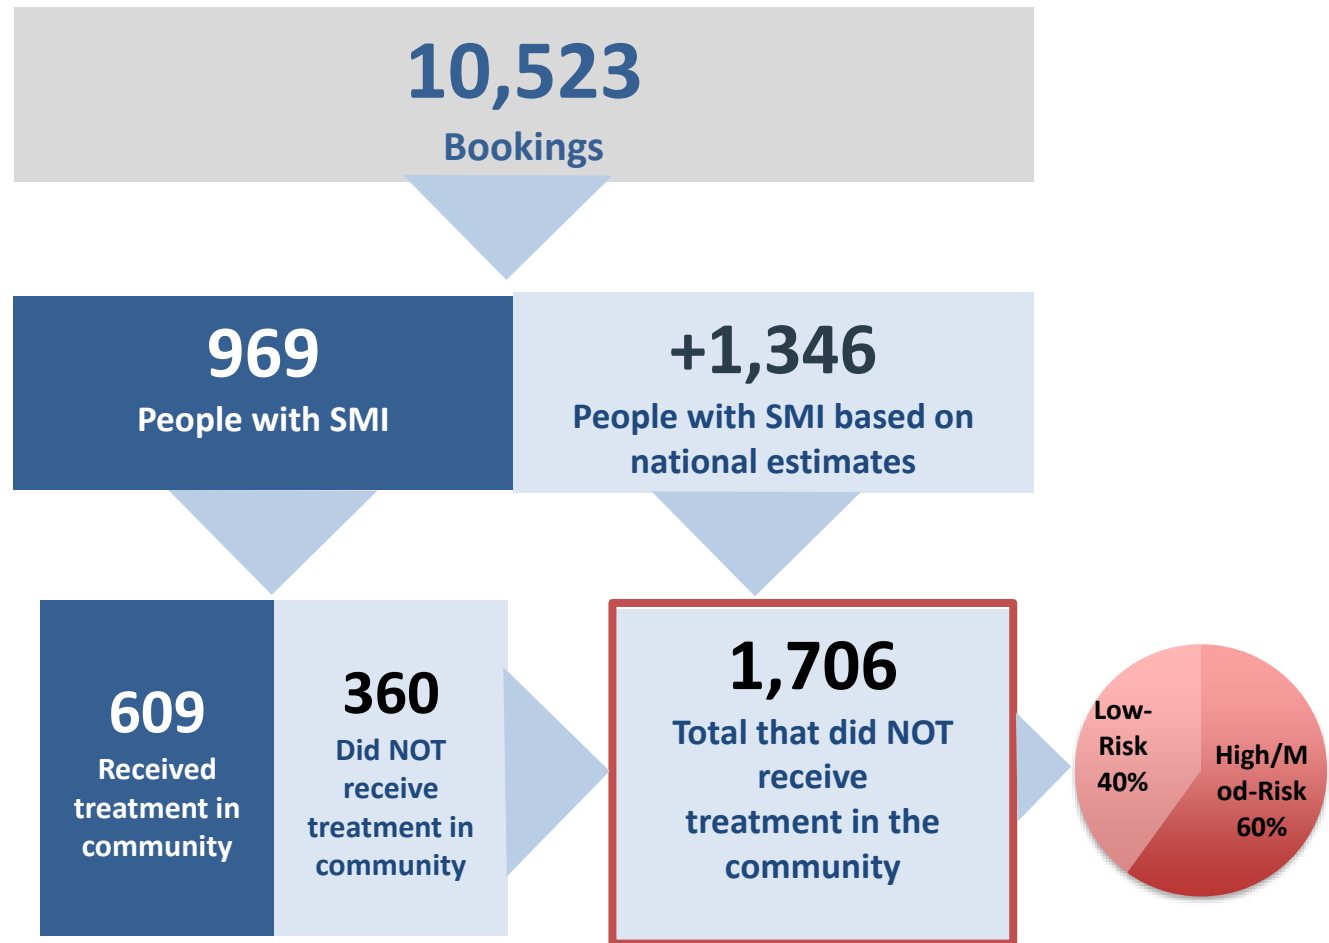 10,523
Bookings
969
People with SMI
+1,346
People with SMI based on
national estimates
609
Received
treatment in
community
360
Did NOT
receive
treatment in
community
1,706
Total that did NOT
receive
treatment in the
community
Low-
Risk
40%
High/M
od-Risk
60%